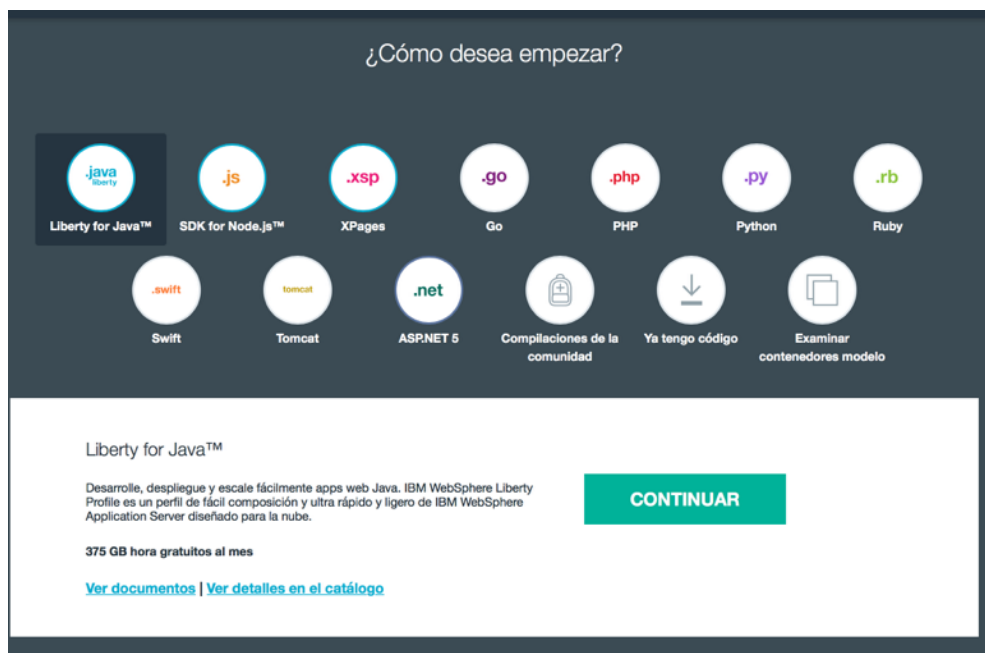 ¿Cómo desea empezar?
.java
liberty
.js
.xsp
.go
.php
.py
.rb
Liberty for Java™
SDK for Node.js™
XPages
Go
PHP
Python
Ruby
.swift
tomcat
.net
Swift
Tomcat
ASP.NET 5
Compilaciones de la
comunidad
Ya tengo código
Examinar
contenedores modelo
Liberty for Java™
Desarrolle, despliegue y escale fácilmente apps web Java. IBM WebSphere Liberty
Profile es un perfil de fácil composición y ultra rápido y ligero de IBM WebSphere
Application Server diseñado para la nube.
375 GB hora gratuitos al mes
Ver documentos | Ver detalles en el catálogo
CONTINUAR